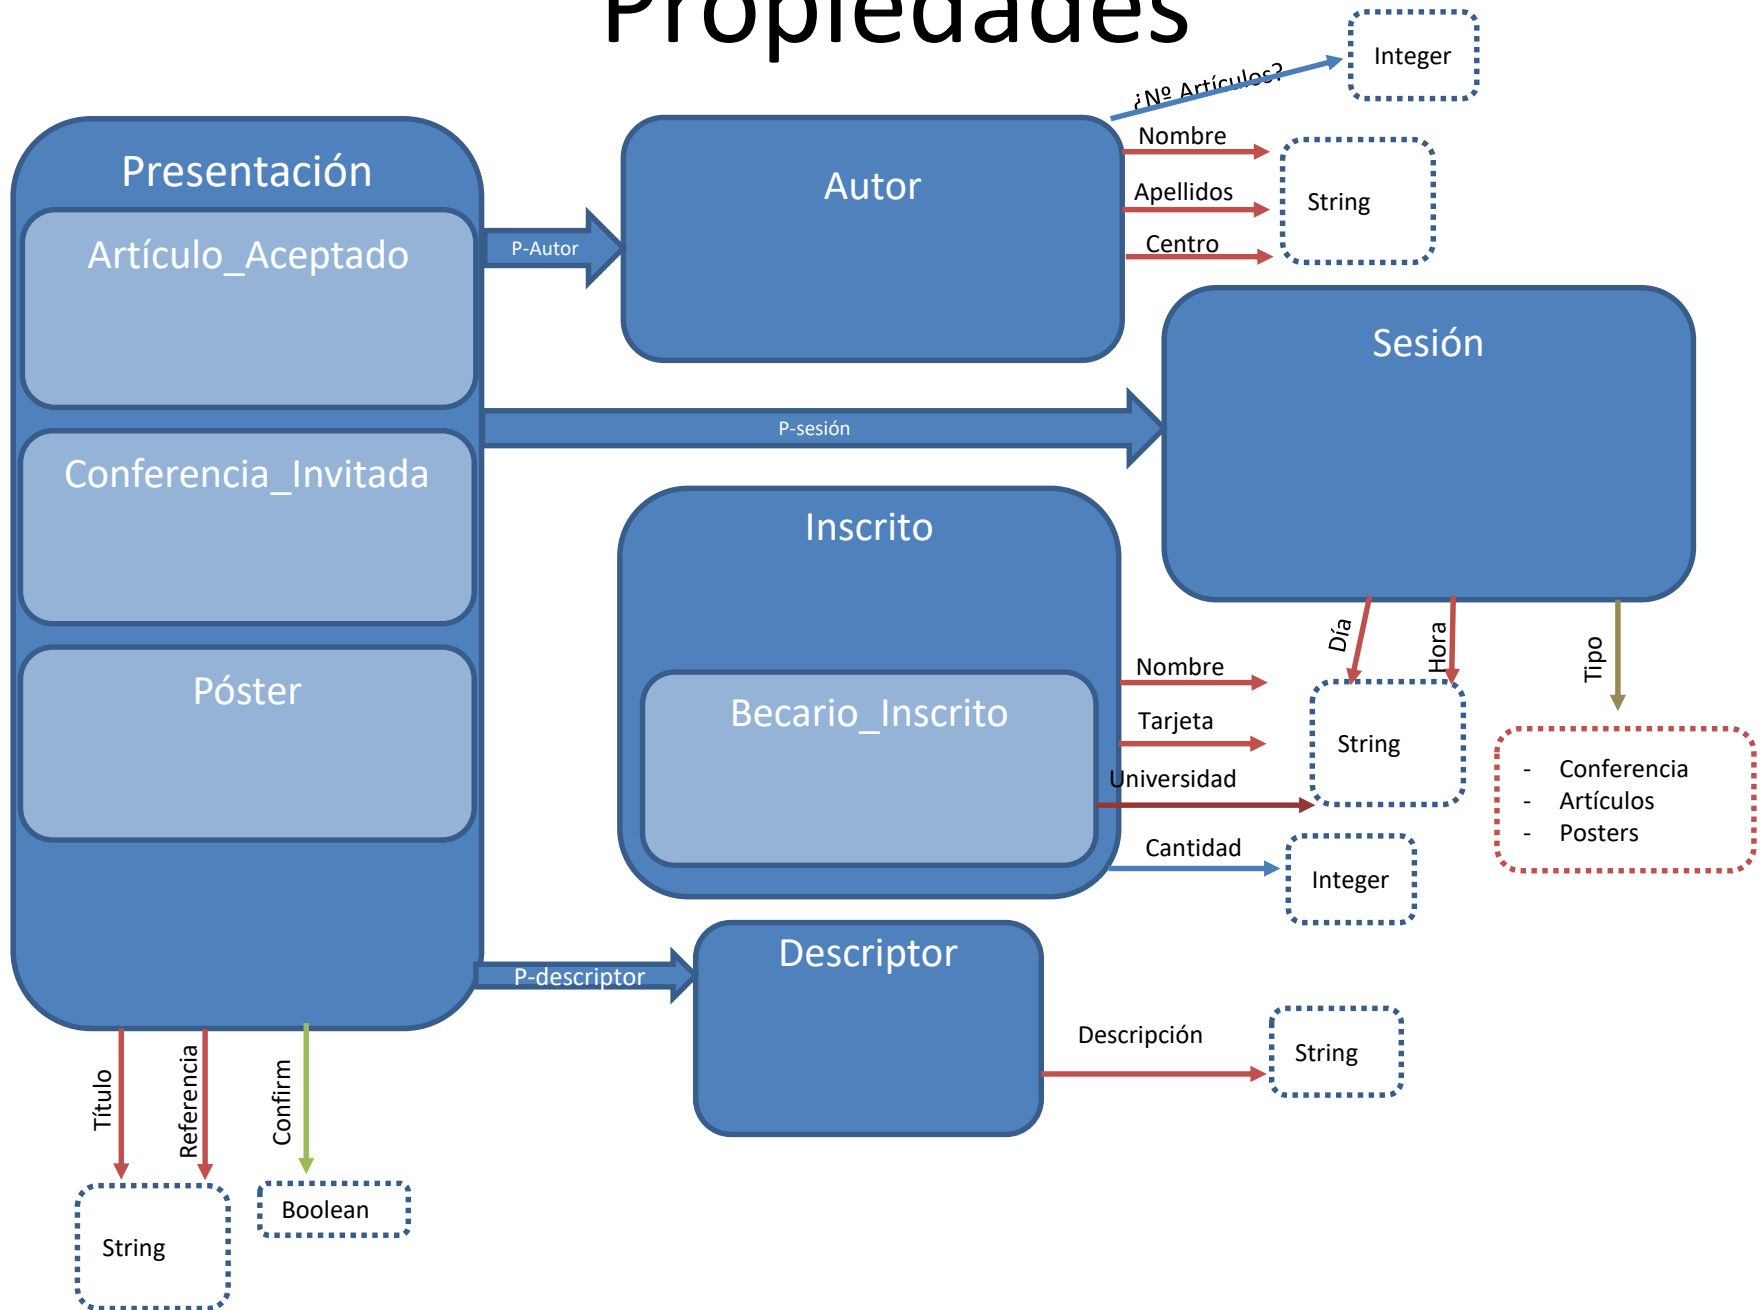 Propiedades
Integer
¿Nº Artículos?
Nombre
Apellidos
Centro
String
Presentación
Artículo_Aceptado
Conferencia_Invitada
Póster
P-Autor
Autor
P-sesión
Sesión
Día
Hora
Tipo
String
- Conferencia
- Artículos
- Posters
Inscrito
Becario_Inscrito
Nombre
Tarjeta
Universidad
Cantidad
Integer
P-descriptor
Descriptor
Descripción
String
Título
Referencia
Confirm
String
Boolean